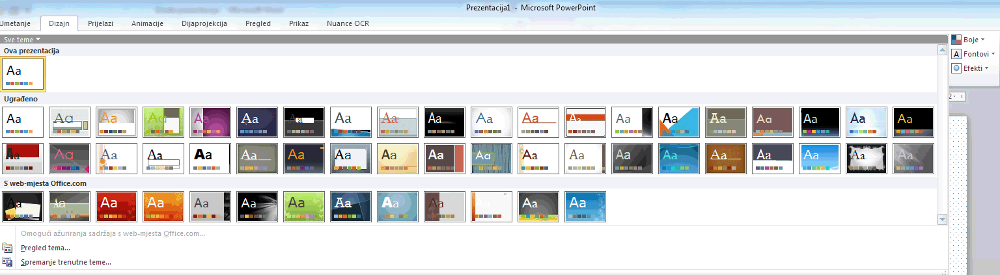 Prezentacija1 - Microsoft PowerPoint
Umetanje Dizajn Prijelazi Animacije Dijaprojekcija Pregled Prikaz Nuance OCR
Sve teme
Boje
Ova prezentacija
Fontovi
Aa
Efekti
Ugrađeno
2
Aa Aa Aa Aa Aa Aa Aa Aa Aa Aa Aa Aa Aa Aa Aa Aa Aa Aa Aa Aa
Aa Aa Aa Aa Aa Aa Aa Aa Aa Aa Aa Aa Aa Aa Aa Aa Aa Aa Aa Aa
S web-mjesta Office.com
Aa Aa Aa Aa Aa Aa Aa Aa Aa Aa Aa Aa Aa
Omogući ažuriranja sadržaja s web-mjesta Office.com...
Pregled tema...
Spremanje trenutne teme...